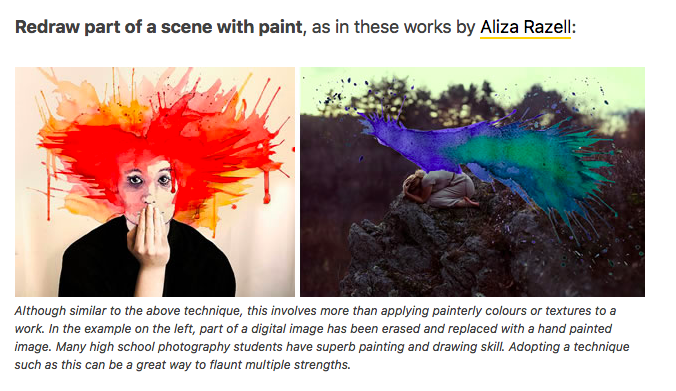 Redraw part of a scene with paint, as in these works by Aliza Razell:
Although similar to the above technique, this involves more than applying painterly colours or textures to a
work. In the example on the left, part of a digital image has been erased and replaced with a hand painted
image. Many high school photography students have superb painting and drawing skill. Adopting a technique
such as this can be a great way to flaunt multiple strengths.